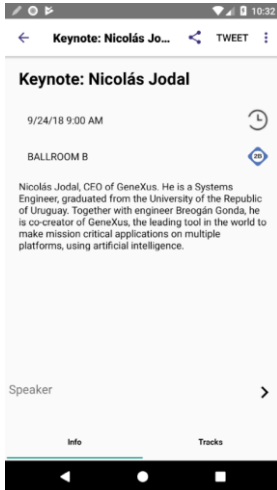 10:32
Keynote: Nicolás Jo...
TWEET
Keynote: Nicolás Jodal
9/24/18 9:00 AM
BALLROOM B
2B
Nicolás Jodal, CEO of GeneXus. He is a Systems
Engineer, graduated from the University of the Republic
of Uruguay. Together with engineer Breogán Gonda, he
is co-creator of GeneXus, the leading tool in the world to
make mission critical applications on multiple
platforms, using artificial intelligence.
Speaker
Info
Tracks